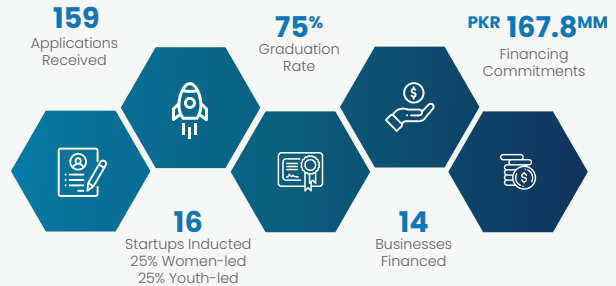 159
Applications
Received
75%
Graduation
Rate
PKR 167.8MM
Financing
Commitments
16
Startups Inducted
25% Women-led
25% Youth-led
14
Businesses
Financed